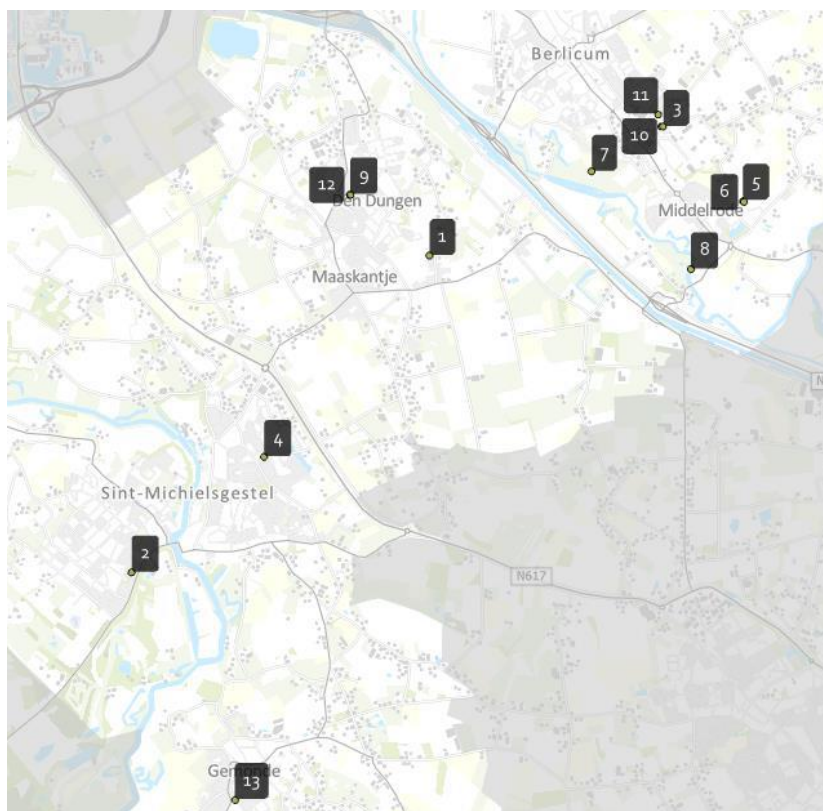 Berlicum
11
3
10
7
12
9
Den Dungen
6
5
Middelrode
1
8
Maaskantje
N
4
Sint-Michielsgestel
2
N617
Gemonde
13